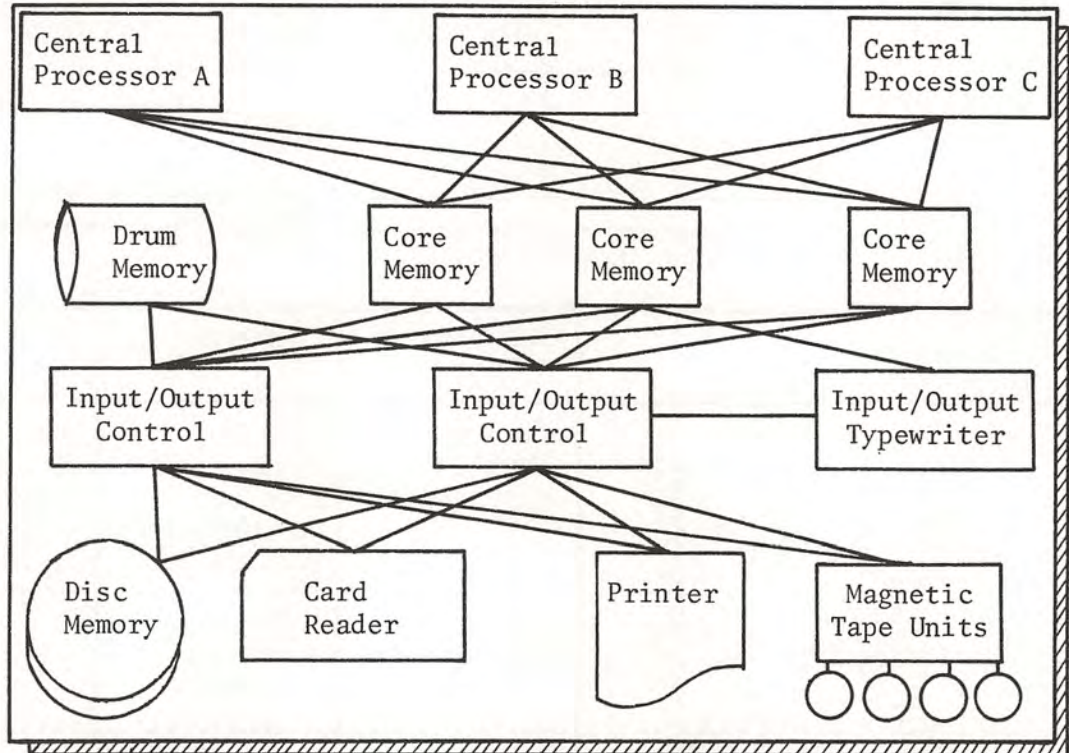 Central
Processor A
Central
Processor B
Central
Processor C
Drum
Memory
Core
Memory
Core
Memory
Core
Memory
Input/Output
Control
Input/Output
Control
Input/Output
Typewriter
Disc
Memory
Card
Reader
Printer
Magnetic
Tape Units